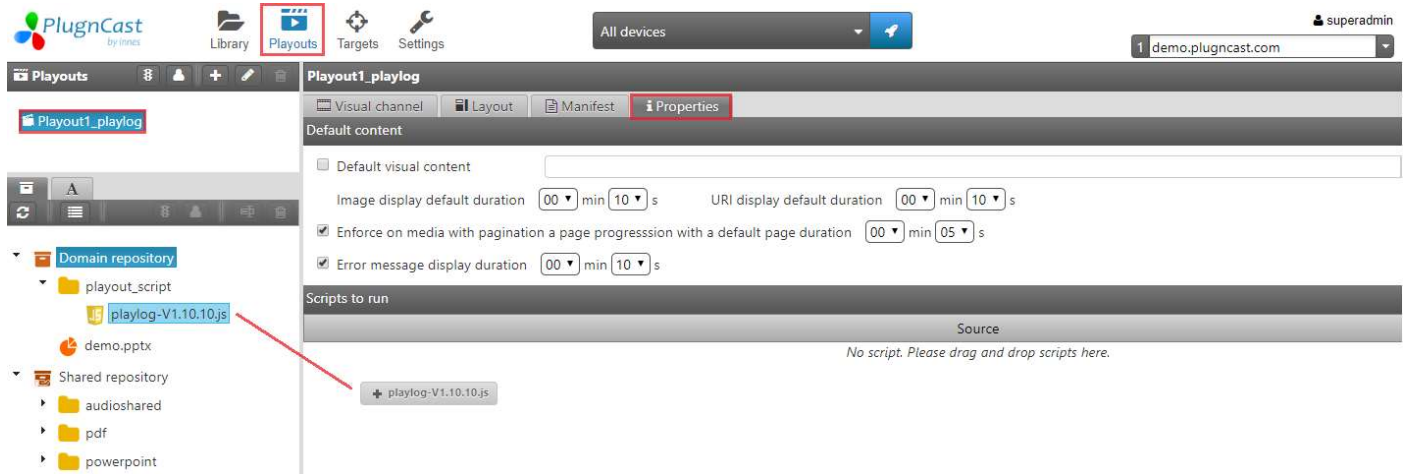 PlugnCast
by innes
Library
Playouts
Targets
Settings
All devices
superadmin
1 demo.plugncast.com
Playouts
Playout1_playlog
Playout1_playlog
Visual channel
Layout
Manifest
Properties
Default content
Default visual content
Image display default duration 00 min 10 s URI display default duration 00 min 10 s
Enforce on media with pagination a page progresssion with a default page duration 00 min 05 s
Error message display duration 00 min 10 s
A
Domain repository
playout_script
JS playlog-V1.10.10.js
demo.pptx
Shared repository
audioshared
pdf
powerpoint
Scripts to run
Source
No script. Please drag and drop scripts here.
+ playlog-V1.10.10.js